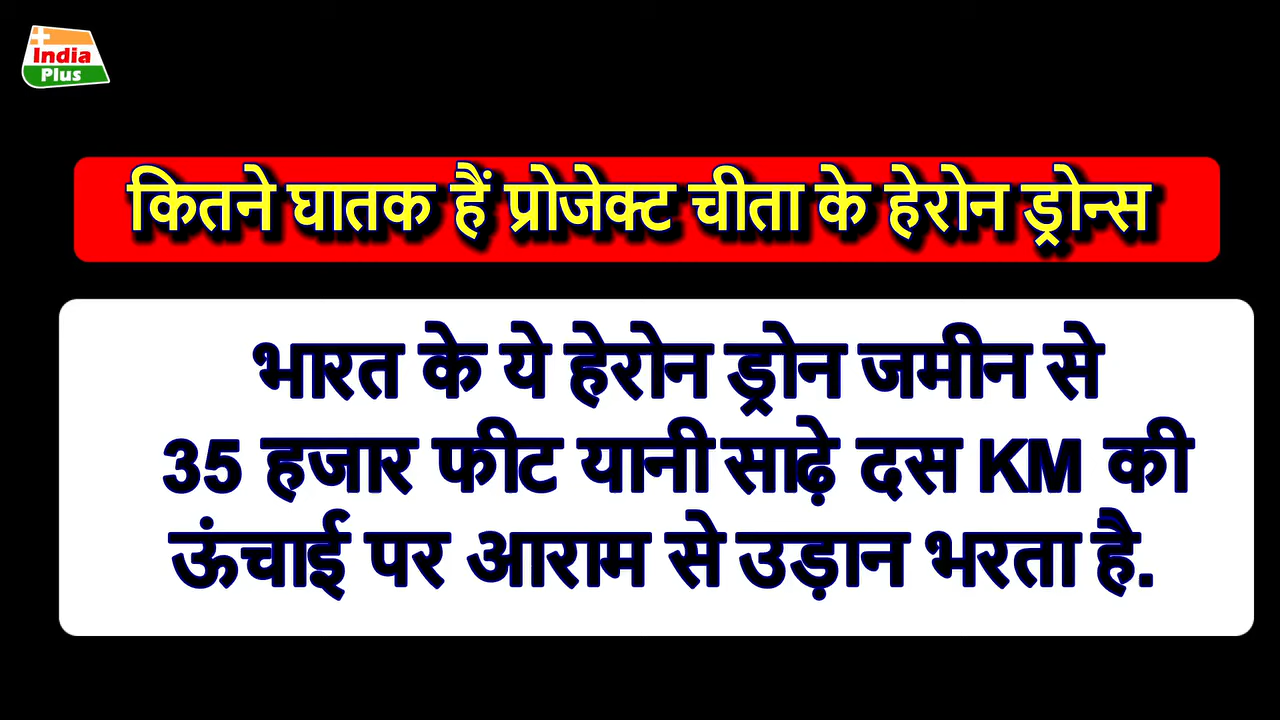 India
Plus
कितने घातक हैं प्रोजेक्ट चीता के हेरोन ड्रोन्स
भारत के ये हेरोन ड्रोन जमीन से
35 हजार फीट यानी साढ़े दस KM की
ऊंचाई पर आराम से उड़ान भरता है.